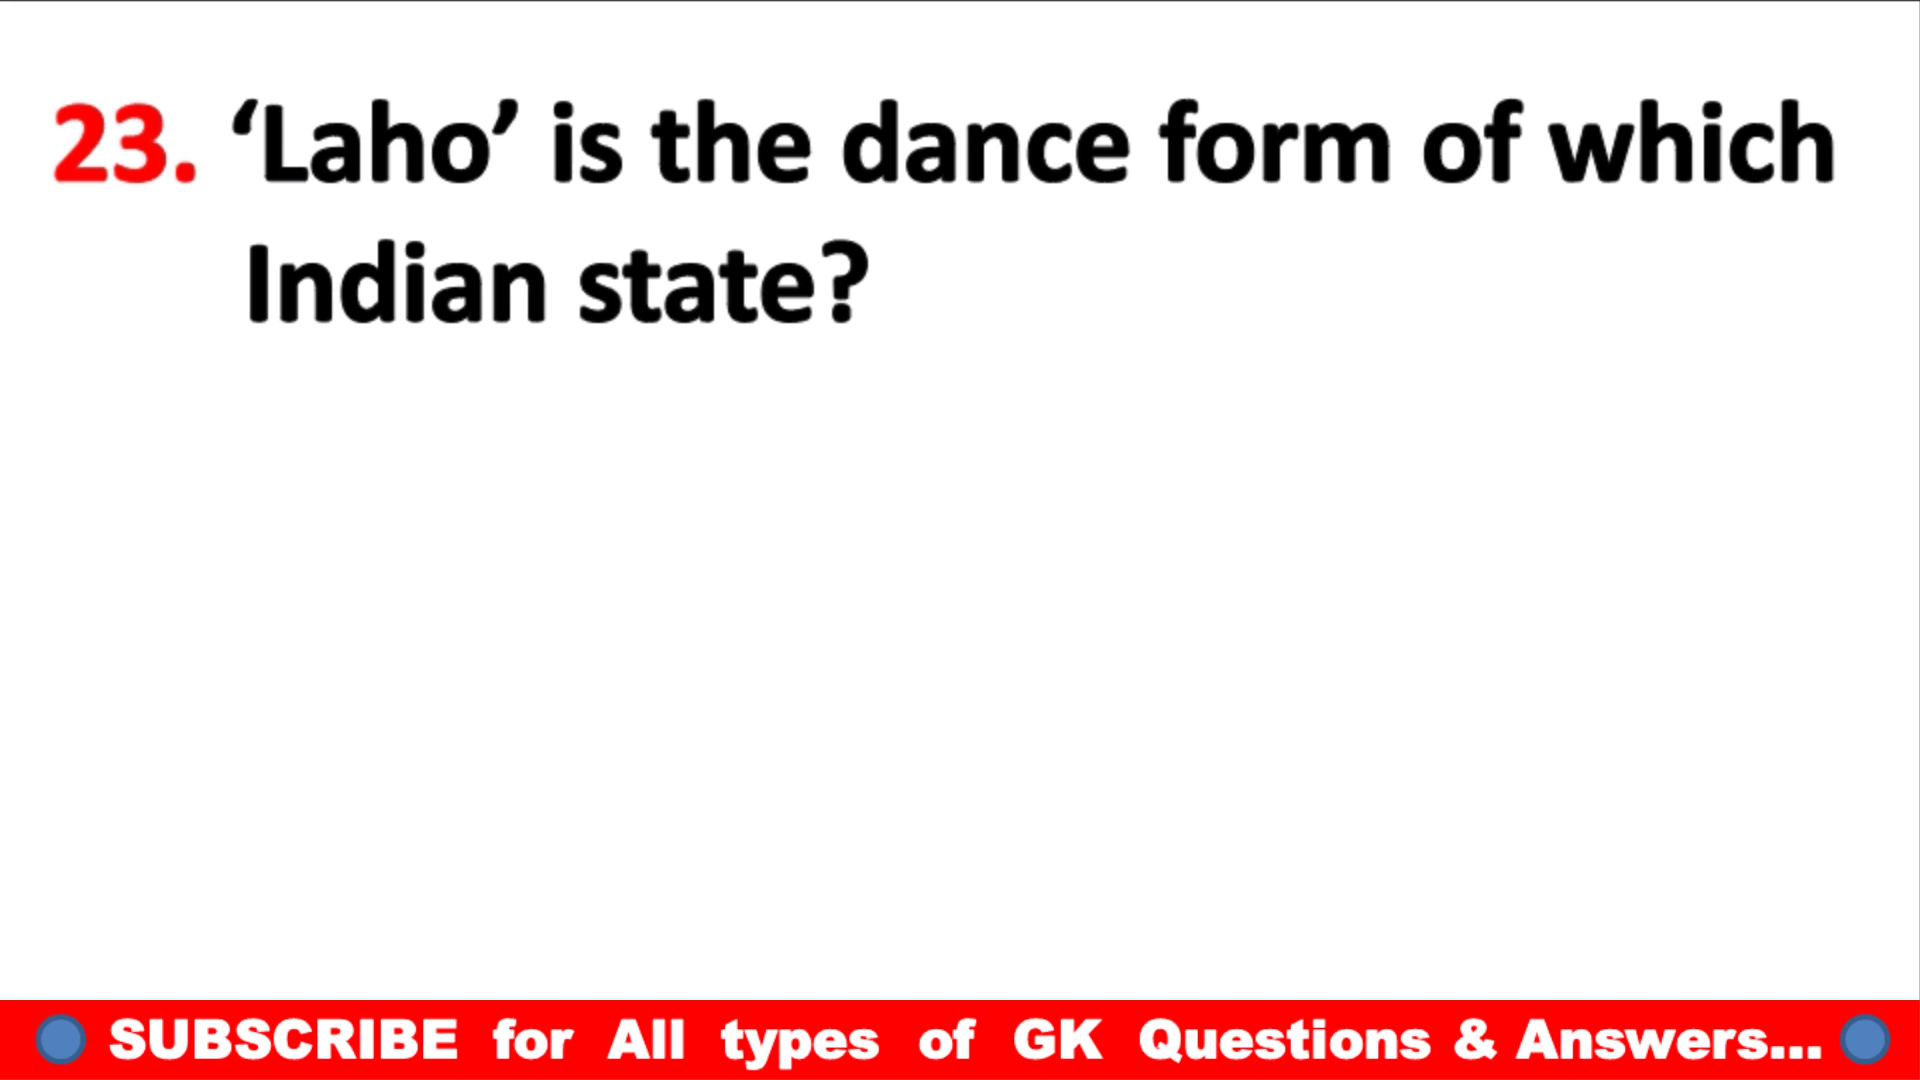 23. ‘Laho’ is the dance form of which
Indian state?
SUBSCRIBE for All types of GK Questions & Answers...